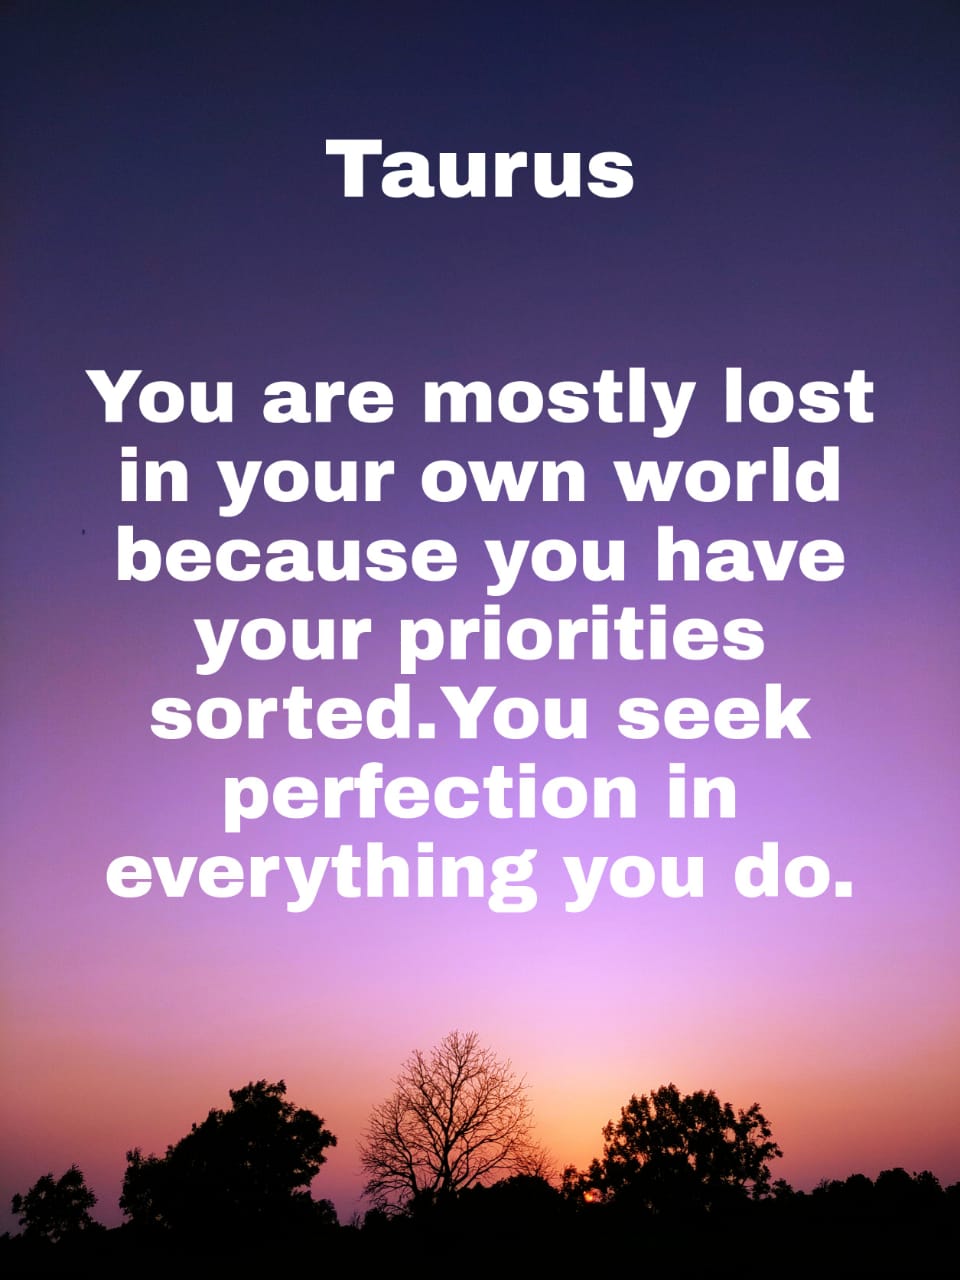 Taurus
You are mostly lost
in your own world
because you have
your priorities
sorted.You seek
perfection in
everything you do.